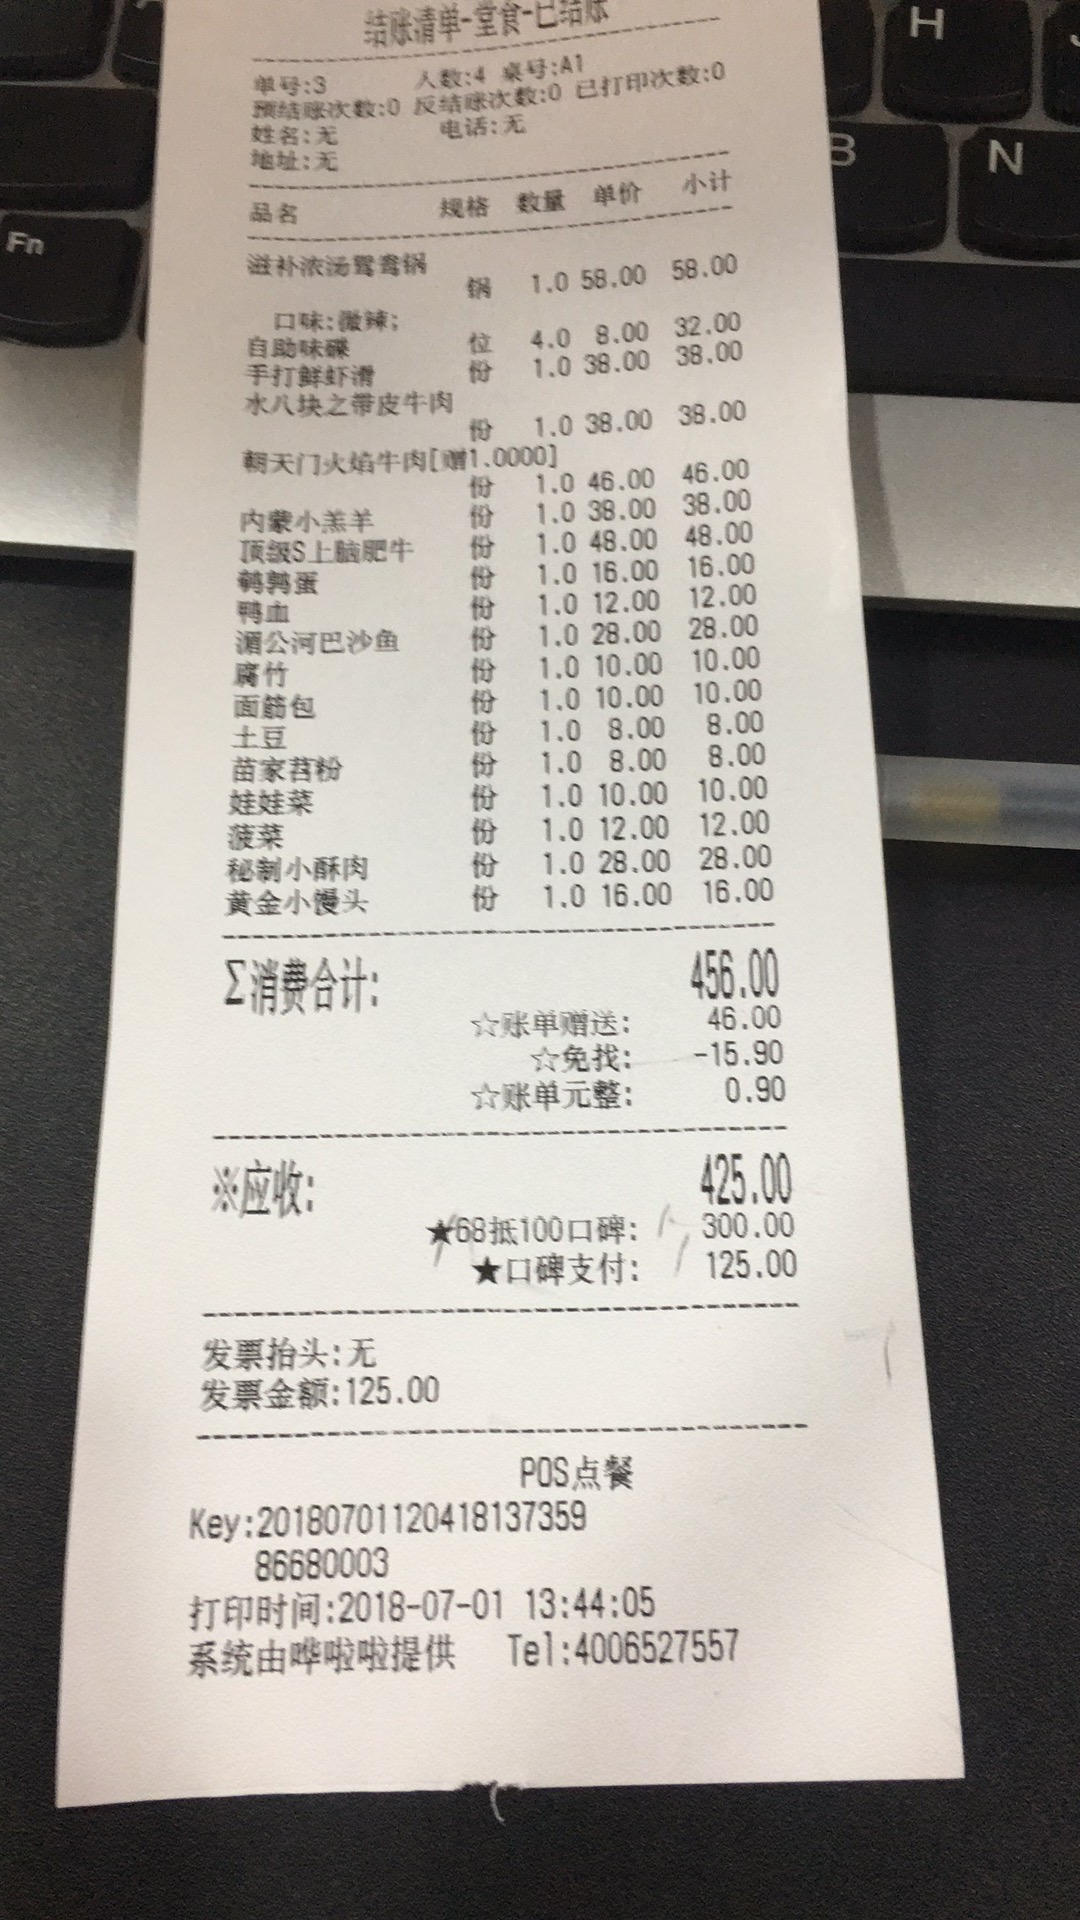 结账清单-堂食-已结账
单号:3 人数:4 桌号:A1
预结账次数:0 反结账次数:0 已打印次数:0
姓名:无 电话:无
地址:无
品名 规格 数量 单价 小计
滋补浓汤鸳鸯锅
锅 1.0 58.00 58.00
口味:微辣;
自助味碟 位 4.0 8.00 32.00
手打鲜虾滑 份 1.0 38.00 38.00
水八块之带皮牛肉
份 1.0 38.00 38.00
朝天门火焰牛肉[赠1.0000]
份 1.0 46.00 46.00
内蒙小羔羊 份 1.0 38.00 38.00
顶级S上脑肥牛 份 1.0 48.00 48.00
鹌鹑蛋 份 1.0 16.00 16.00
鸭血 份 1.0 12.00 12.00
湄公河巴沙鱼 份 1.0 28.00 28.00
腐竹 份 1.0 10.00 10.00
面筋包 份 1.0 10.00 10.00
土豆 份 1.0 8.00 8.00
苗家苕粉 份 1.0 8.00 8.00
娃娃菜 份 1.0 10.00 10.00
菠菜 份 1.0 12.00 12.00
秘制小酥肉 份 1.0 28.00 28.00
黄金小馒头 份 1.0 16.00 16.00
Σ消费合计: 456.00
☆账单赠送: 46.00
☆免找: -15.90
☆账单元整: 0.90
※应收: 425.00
★68抵100口碑: 300.00
★口碑支付: 125.00
发票抬头:无
发票金额:125.00
POS点餐
Key:20180701120418137359
86680003
打印时间:2018-07-01 13:44:05
系统由哗啦啦提供 Tel:4006527557
Fn
H
B
N